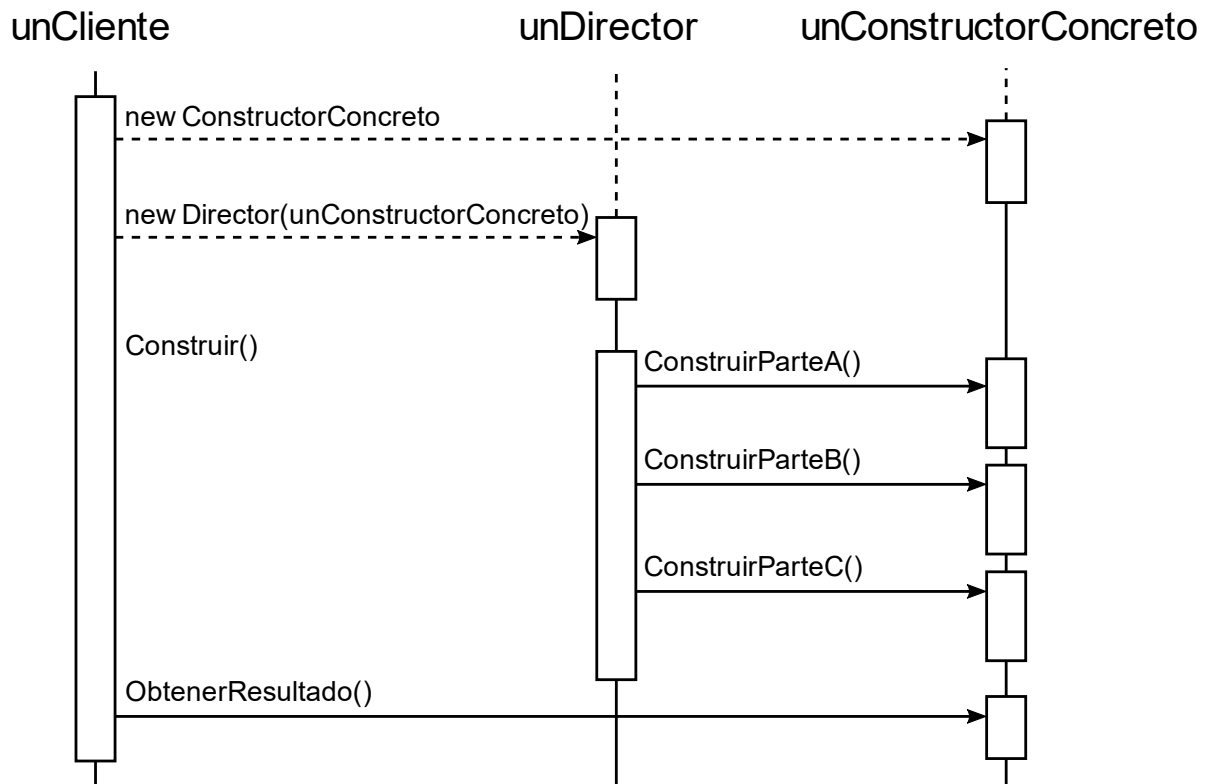 unCliente
unDirector
unConstructorConcreto
new ConstructorConcreto
new Director(unConstructorConcreto)
Construir()
ConstruirParteA()
ConstruirParteB()
ConstruirParteC()
ObtenerResultado()